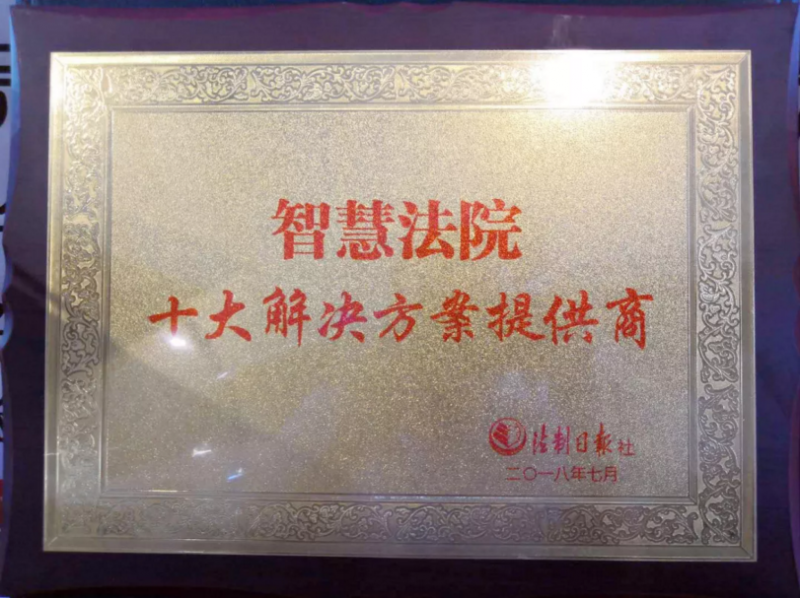 智慧法院
十大解决方案提供商
法制日报社
二〇一八年七月